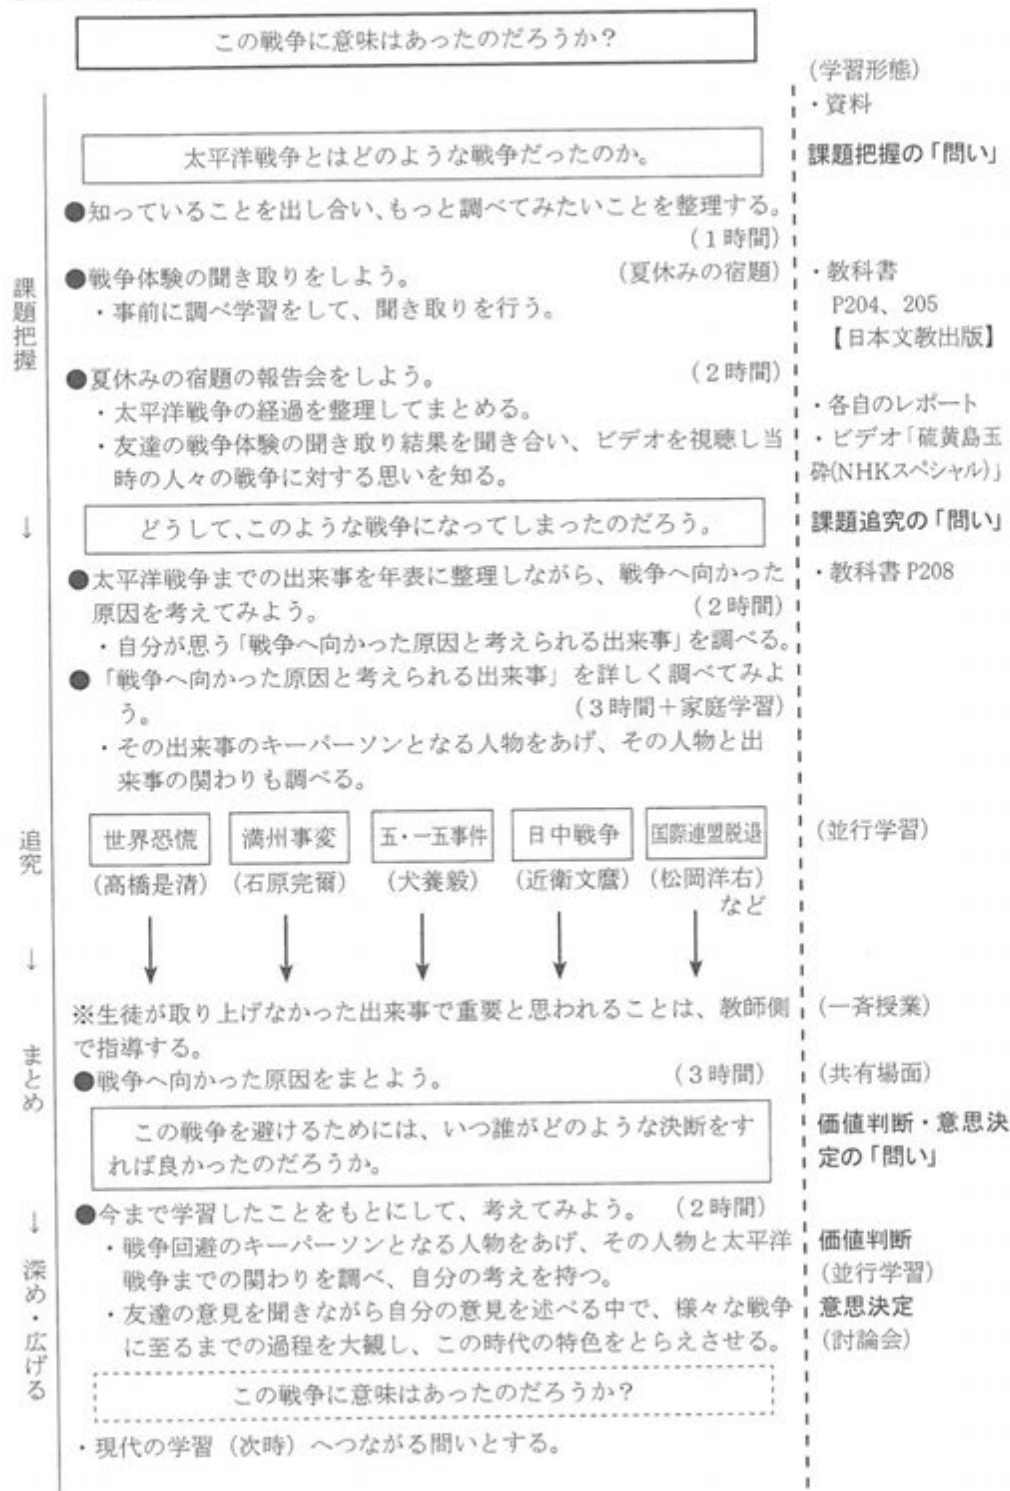 この戦争に意味はあったのだろうか？
(学習形態)
・資料
太平洋戦争とはどのような戦争だったのか。
課題把握の「問い」
●知っていることを出し合い、もっと調べてみたいことを整理する。
(１時間)
課題把握
●戦争体験の聞き取りをしよう。 (夏休みの宿題)
・教科書
・事前に調べ学習をして、聞き取りを行う。
P204、205
【日本文教出版】
●夏休みの宿題の報告会をしよう。 (２時間)
・太平洋戦争の経過を整理してまとめる。
・各自のレポート
・友達の戦争体験の聞き取り結果を聞き合い、ビデオを視聴し当
・ビデオ「硫黄島玉
時の人々の戦争に対する思いを知る。
砕(NHKスペシャル)」
↓
どうして、このような戦争になってしまったのだろう。
課題追究の「問い」
●太平洋戦争までの出来事を年表に整理しながら、戦争へ向かった
・教科書 P208
原因を考えてみよう。 (２時間)
・自分が思う「戦争へ向かった原因と考えられる出来事」を調べる。
●「戦争へ向かった原因と考えられる出来事」を詳しく調べてみよ
う。 (３時間＋家庭学習)
・その出来事のキーパーソンとなる人物をあげ、その人物と出
来事の関わりも調べる。
追究
世界恐慌 満州事変 五・一五事件 日中戦争 国際連盟脱退
(並行学習)
(高橋是清) (石原完爾) (犬養毅) (近衛文麿) (松岡洋右)
など
↓
※生徒が取り上げなかった出来事で重要と思われることは、教師側
(一斉授業)
で指導する。
まとめ
●戦争へ向かった原因をまとよう。 (３時間)
(共有場面)
この戦争を避けるためには、いつ誰がどのような決断をす
価値判断・意思決
れば良かったのだろうか。
定の「問い」
↓
●今まで学習したことをもとにして、考えてみよう。 (２時間)
・戦争回避のキーパーソンとなる人物をあげ、その人物と太平洋
価値判断
戦争までの関わりを調べ、自分の考えを持つ。
(並行学習)
深め・広げる
・友達の意見を聞きながら自分の意見を述べる中で、様々な戦争
意思決定
に至るまでの過程を大観し、この時代の特色をとらえさせる。
(討論会)
この戦争に意味はあったのだろうか？
・現代の学習（次時）へつながる問いとする。